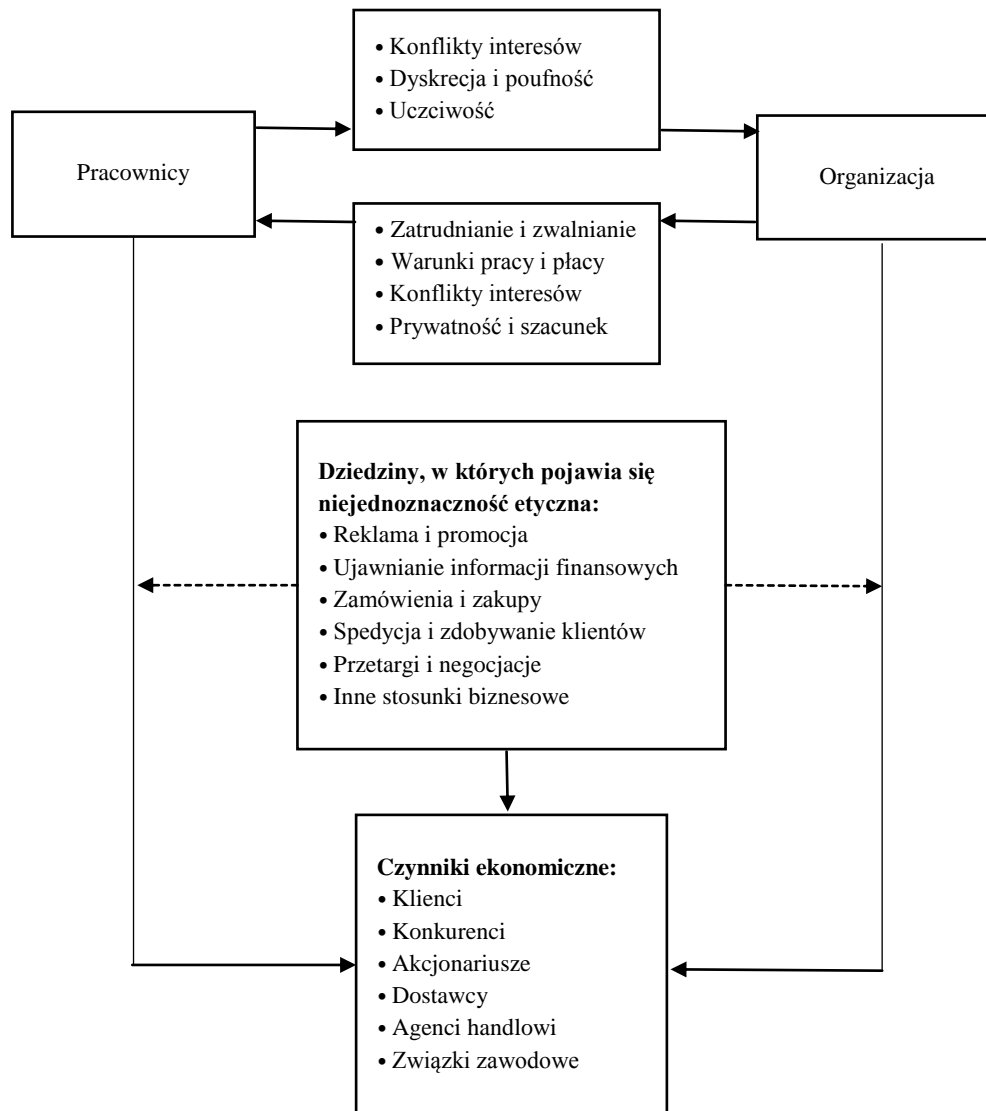 • Konflikty interesów
• Dyskrecja i poufność
• Uczciwość
Pracownicy
Organizacja
• Zatrudnianie i zwalnianie
• Warunki pracy i płacy
• Konflikty interesów
• Prywatność i szacunek
Dziedziny, w których pojawia się
niejednoznaczność etyczna:
• Reklama i promocja
• Ujawnianie informacji finansowych
• Zamówienia i zakupy
• Spedycja i zdobywanie klientów
• Przetargi i negocjacje
• Inne stosunki biznesowe
Czynniki ekonomiczne:
• Klienci
• Konkurenci
• Akcjonariusze
• Dostawcy
• Agenci handlowi
• Związki zawodowe